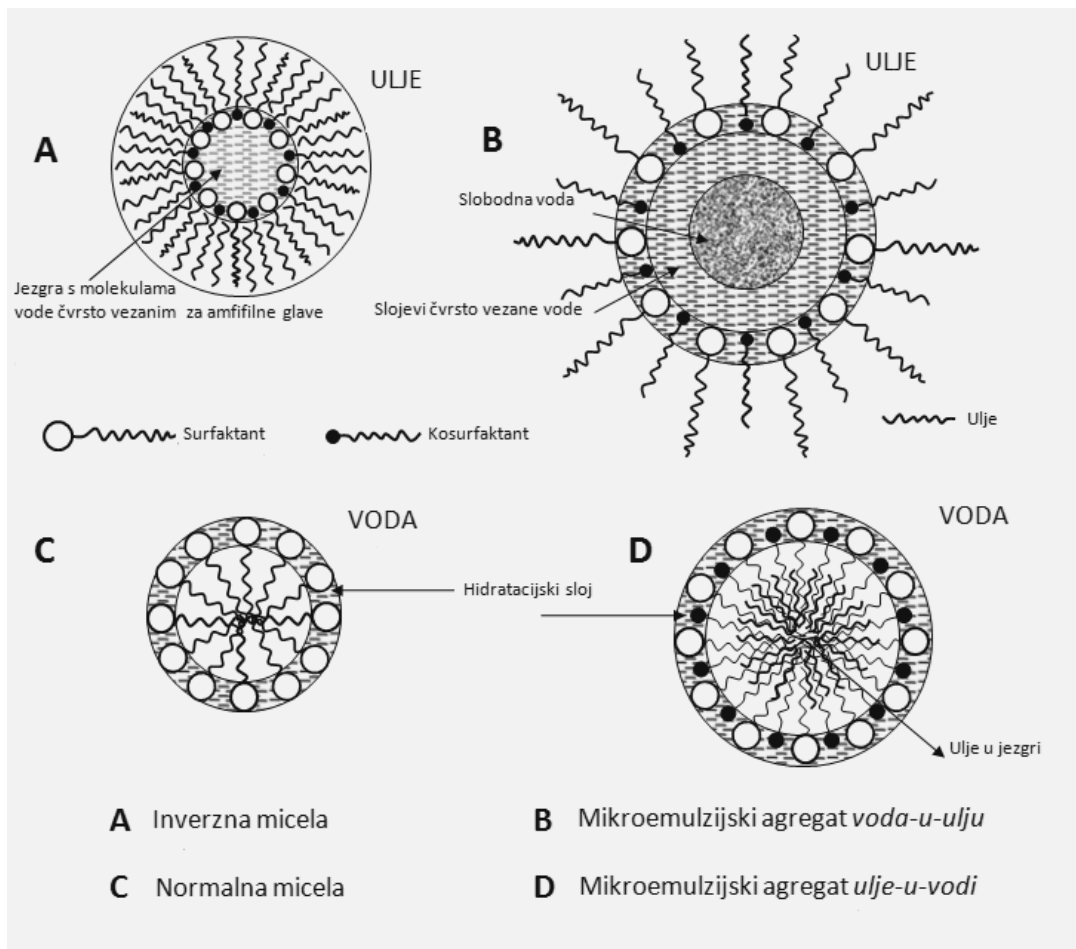 ULJE
ULJE
A
B
Slobodna voda
Jezgra s molekulama
vode čvrsto vezanim za amfifilne glave
Slojevi čvrsto vezane vode
Surfaktant
Kosurfaktant
Ulje
VODA
VODA
C
D
Hidratacijski sloj
Ulje u jezgri
A Inverzna micela
B Mikroemulzijski agregat voda-u-ulju
C Normalna micela
D Mikroemulzijski agregat ulje-u-vodi